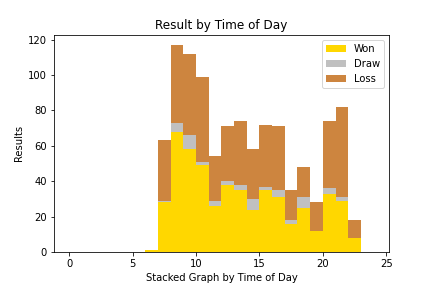 Result by Time of Day
120
100
80
60
40
20
0
Results
Won
Draw
Loss
0 5 10 15 20 25
Stacked Graph by Time of Day